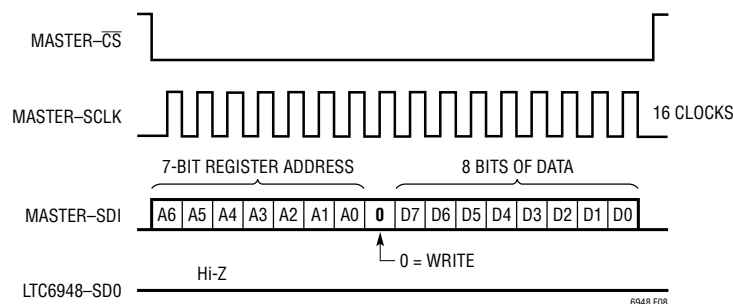 MASTER–CS
MASTER–SCLK
16 CLOCKS
7-BIT REGISTER ADDRESS 8 BITS OF DATA
MASTER–SDI A6 A5 A4 A3 A2 A1 A0 0 D7 D6 D5 D4 D3 D2 D1 D0
0 = WRITE
Hi-Z
LTC6948–SD0
6948 F08